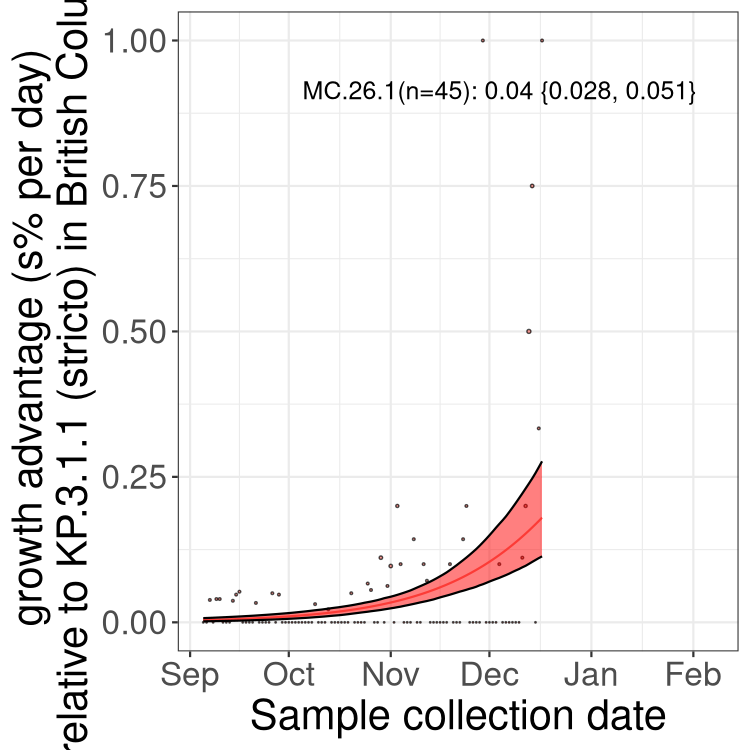 growth advantage (s% per day)
relative to KP.3.1.1 (stricto) in British Colu
1.00
0.75
0.50
0.25
0.00
MC.26.1(n=45): 0.04 {0.028, 0.051}
Sep Oct Nov Dec Jan Feb
Sample collection date